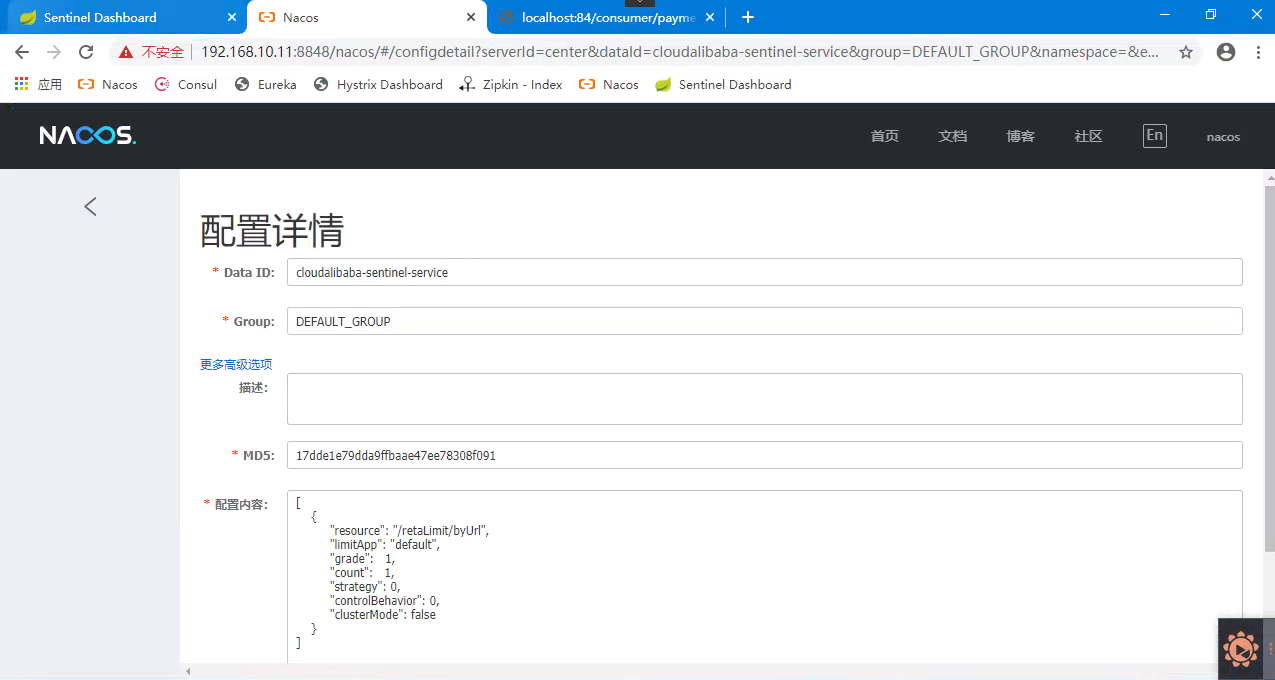 Sentinel Dashboard
Nacos
localhost:84/consumer/payme
不安全 192.168.10.11:8848/nacos/#/configdetail?serverId=center&dataId=cloudalibaba-sentinel-service&group=DEFAULT_GROUP&namespace=&e...
应用 Nacos Consul Eureka Hystrix Dashboard Zipkin - Index Nacos Sentinel Dashboard
NACOS.
首页 文档 博客 社区 En nacos
配置详情
* Data ID: cloudalibaba-sentinel-service
* Group: DEFAULT_GROUP
更多高级选项
描述:
* MD5: 17dde1e79dda9ffbaae47ee78308f091
* 配置内容: [
{
"resource": "/retaLimit/byUrl",
"limitApp": "default",
"grade": 1,
"count": 1,
"strategy": 0,
"controlBehavior": 0,
"clusterMode": false
}
]